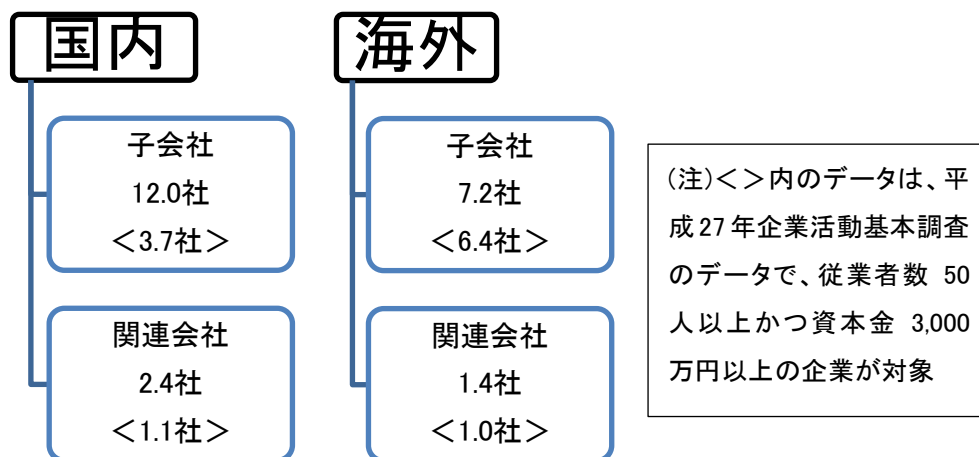 国内
子会社
12.0社
＜3.7社＞
関連会社
2.4社
＜1.1社＞
海外
子会社
7.2社
＜6.4社＞
関連会社
1.4社
＜1.0社＞
(注)＜＞内のデータは、平
成27年企業活動基本調査
のデータで、従業者数 50
人以上かつ資本金 3,000
万円以上の企業が対象